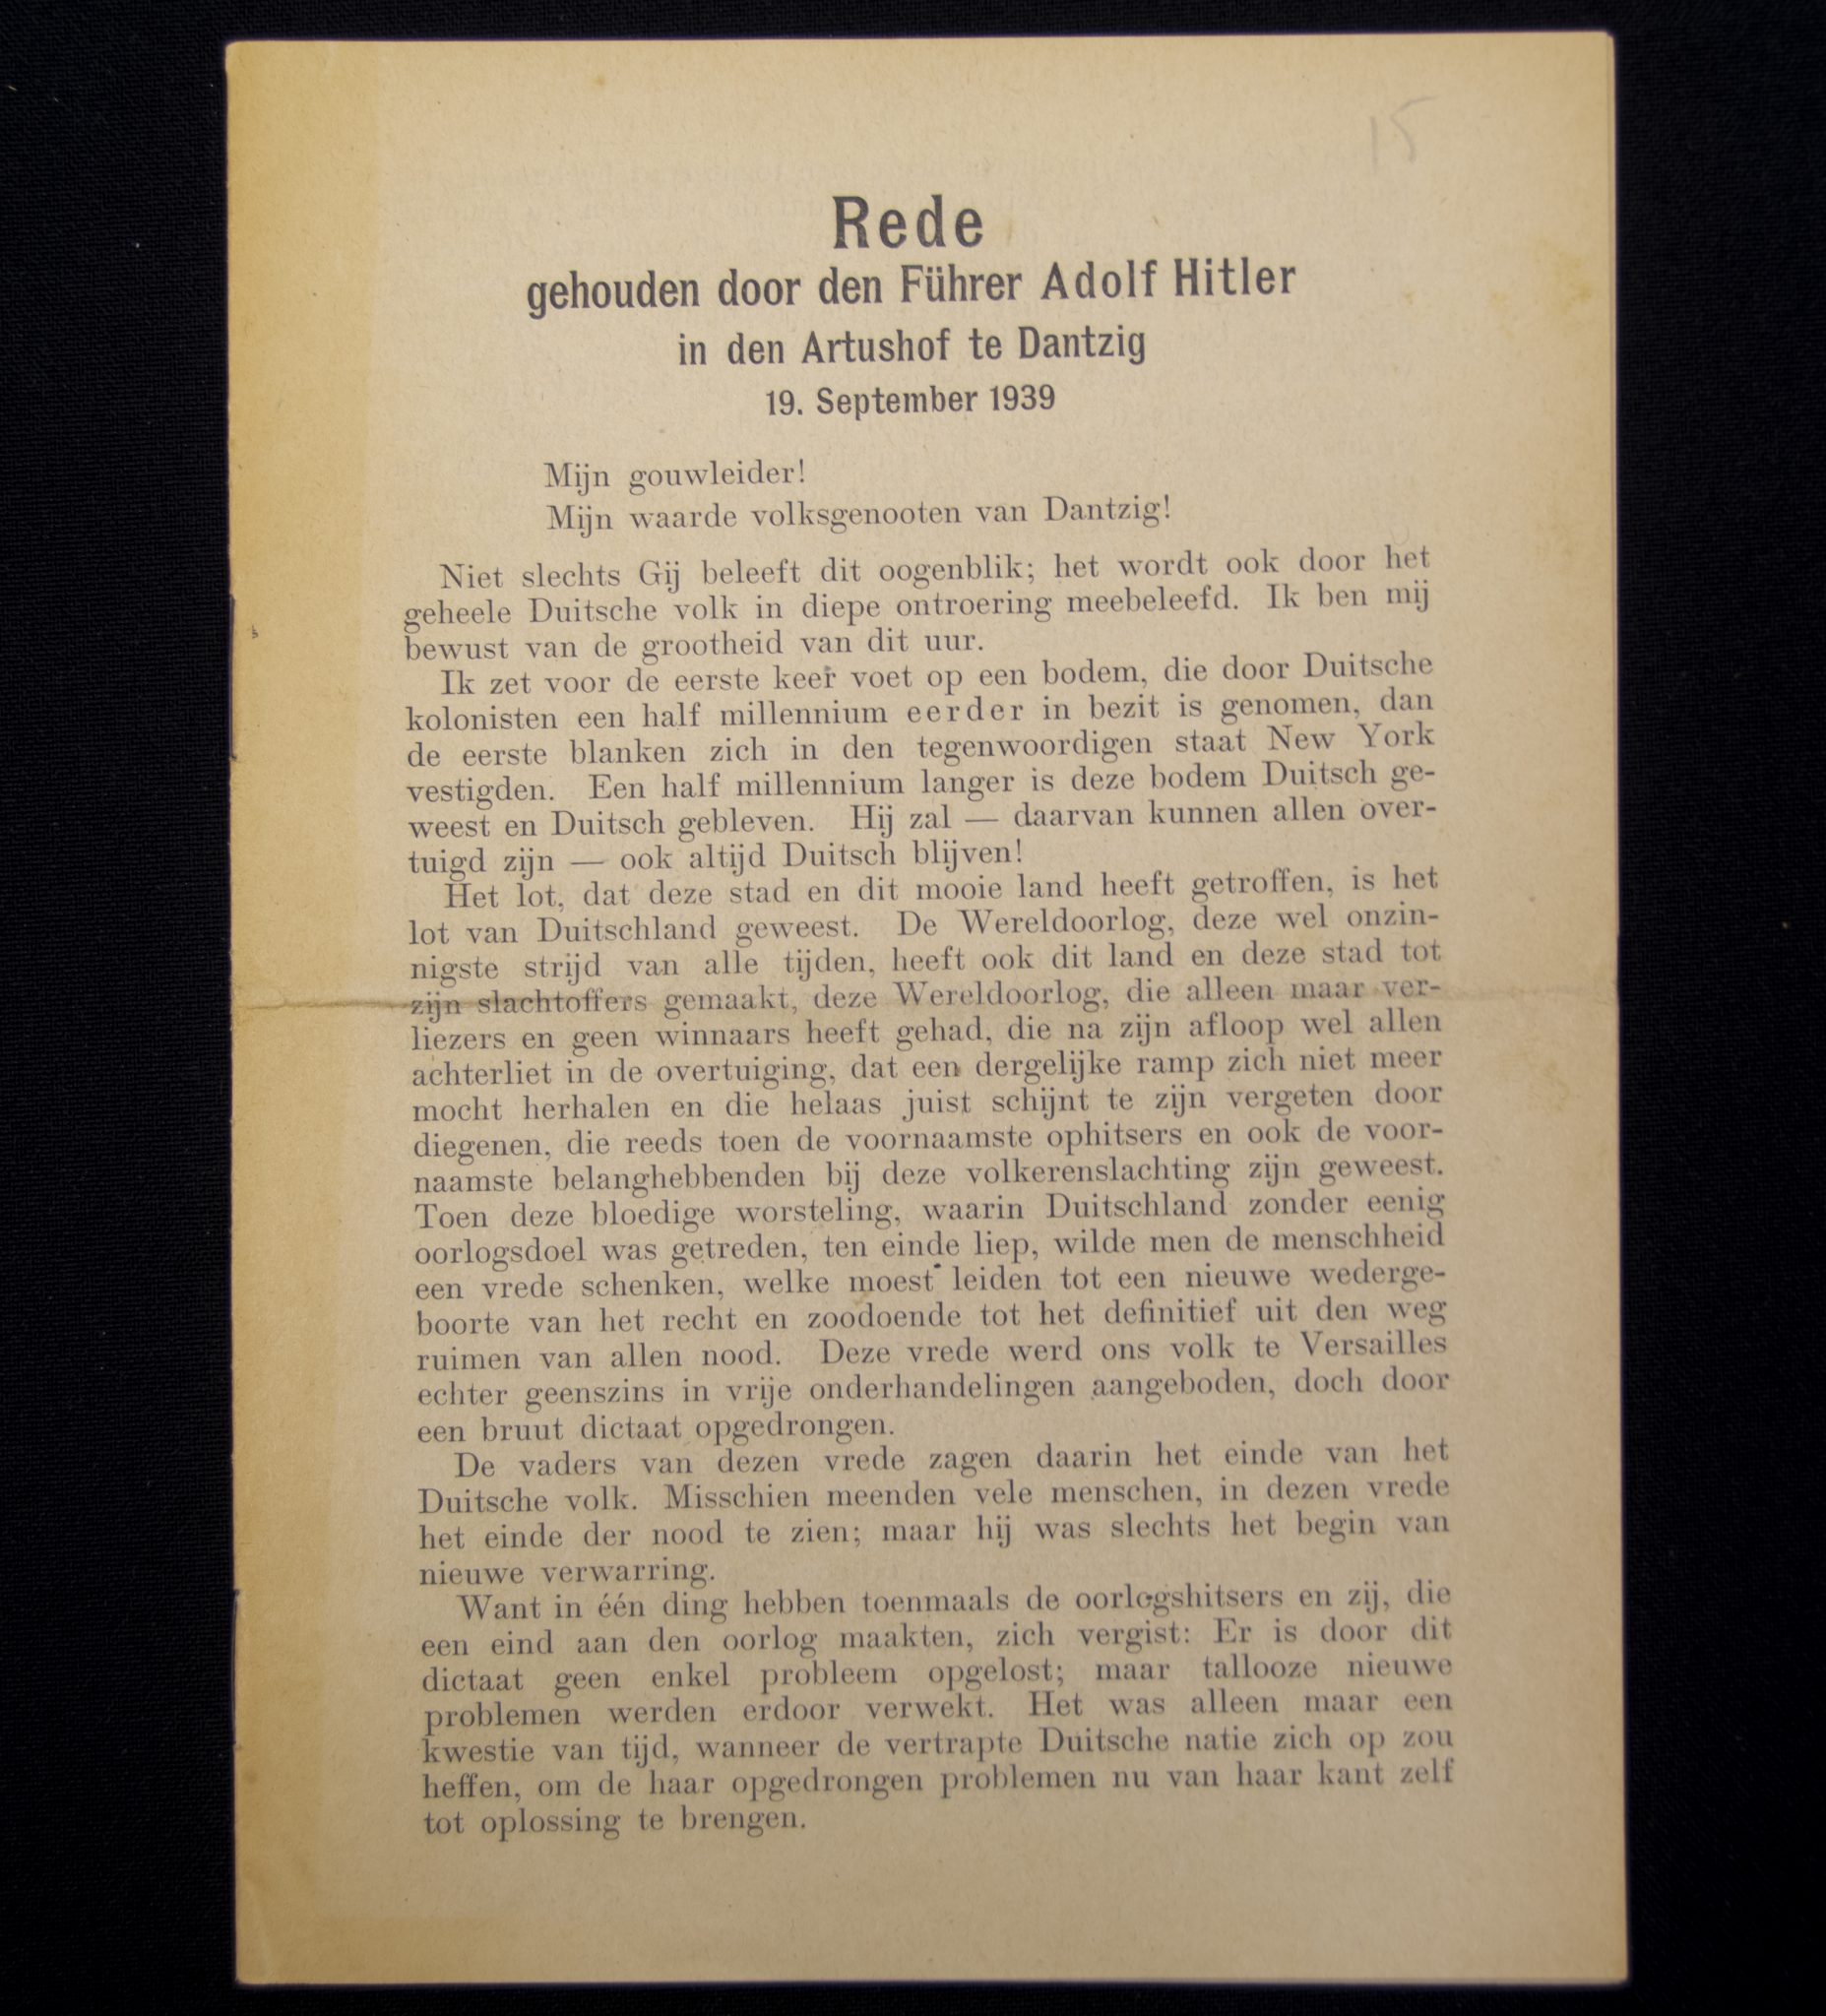 15
Rede
gehouden door den Führer Adolf Hitler
in den Artushof te Dantzig
19. September 1939
Mijn gouwleider!
Mijn waarde volksgenooten van Dantzig!
Niet slechts Gij beleeft dit oogenblik; het wordt ook door het
geheele Duitsche volk in diepe ontroering meebeleefd. Ik ben mij
bewust van de grootheid van dit uur.
Ik zet voor de eerste keer voet op een bodem, die door Duitsche
kolonisten een half millennium eerder in bezit is genomen, dan
de eerste blanken zich in den tegenwoordigen staat New York
vestigden. Een half millennium langer is deze bodem Duitsch ge-
weest en Duitsch gebleven. Hij zal — daarvan kunnen allen over-
tuigd zijn — ook altijd Duitsch blijven!
Het lot, dat deze stad en dit mooie land heeft getroffen, is het
lot van Duitschland geweest. De Wereldoorlog, deze wel onzin-
nigste strijd van alle tijden, heeft ook dit land en deze stad tot
zijn slachtoffers gemaakt, deze Wereldoorlog, die alleen maar ver-
liezers en geen winnaars heeft gehad, die na zijn afloop wel allen
achterliet in de overtuiging, dat een dergelijke ramp zich niet meer
mocht herhalen en die helaas juist schijnt te zijn vergeten door
diegenen, die reeds toen de voornaamste ophitsers en ook de voor-
naamste belanghebbenden bij deze volkerenslachting zijn geweest.
Toen deze bloedige worsteling, waarin Duitschland zonder eenig
oorlogsdoel was getreden, ten einde liep, wilde men de menschheid
een vrede schenken, welke moest leiden tot een nieuwe wederge-
boorte van het recht en zoodoende tot het definitief uit den weg
ruimen van allen nood. Deze vrede werd ons volk te Versailles
echter geenszins in vrije onderhandelingen aangeboden, doch door
een bruut dictaat opgedrongen.
De vaders van dezen vrede zagen daarin het einde van het
Duitsche volk. Misschien meenden vele menschen, in dezen vrede
het einde der nood te zien; maar hij was slechts het begin van
nieuwe verwarring.
Want in één ding hebben toenmaals de oorlogshitsers en zij, die
een eind aan den oorlog maakten, zich vergist: Er is door dit
dictaat geen enkel probleem opgelost; maar tallooze nieuwe
problemen werden erdoor verwekt. Het was alleen maar een
kwestie van tijd, wanneer de vertrapte Duitsche natie zich op zou
heffen, om de haar opgedrongen problemen nu van haar kant zelf
tot oplossing te brengen.